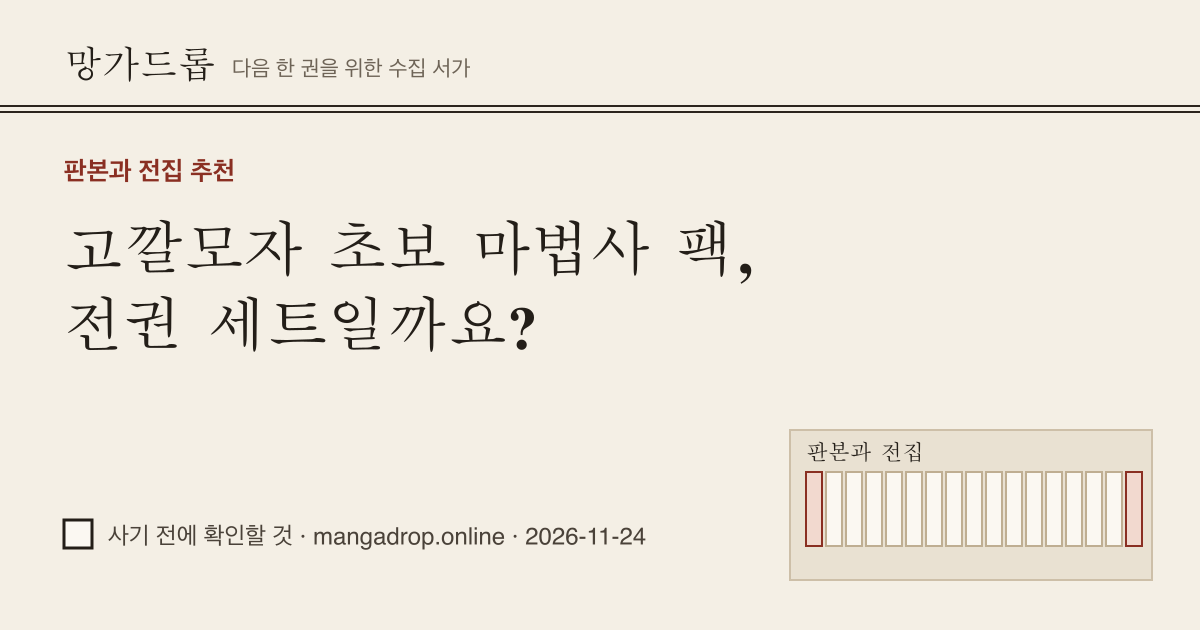 망가드롭 다음 한 권을 위한 수집 서가
판본과 전집 추천
고깔모자 초보 마법사 팩,
전권 세트일까요?
판본과 전집
사기 전에 확인할 것 · mangadrop.online · 2026-11-24